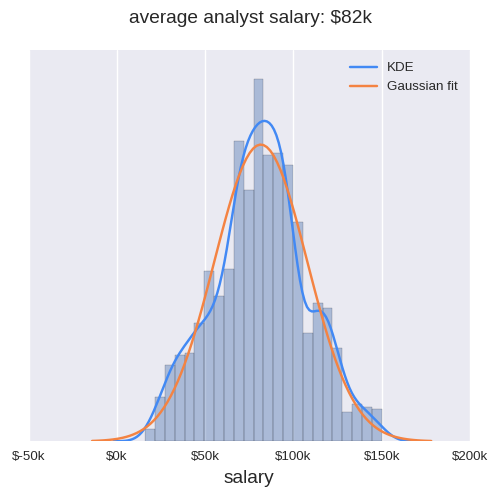 average analyst salary: $82k
KDE
Gaussian fit
$-50k $0k $50k $100k $150k $200k
salary